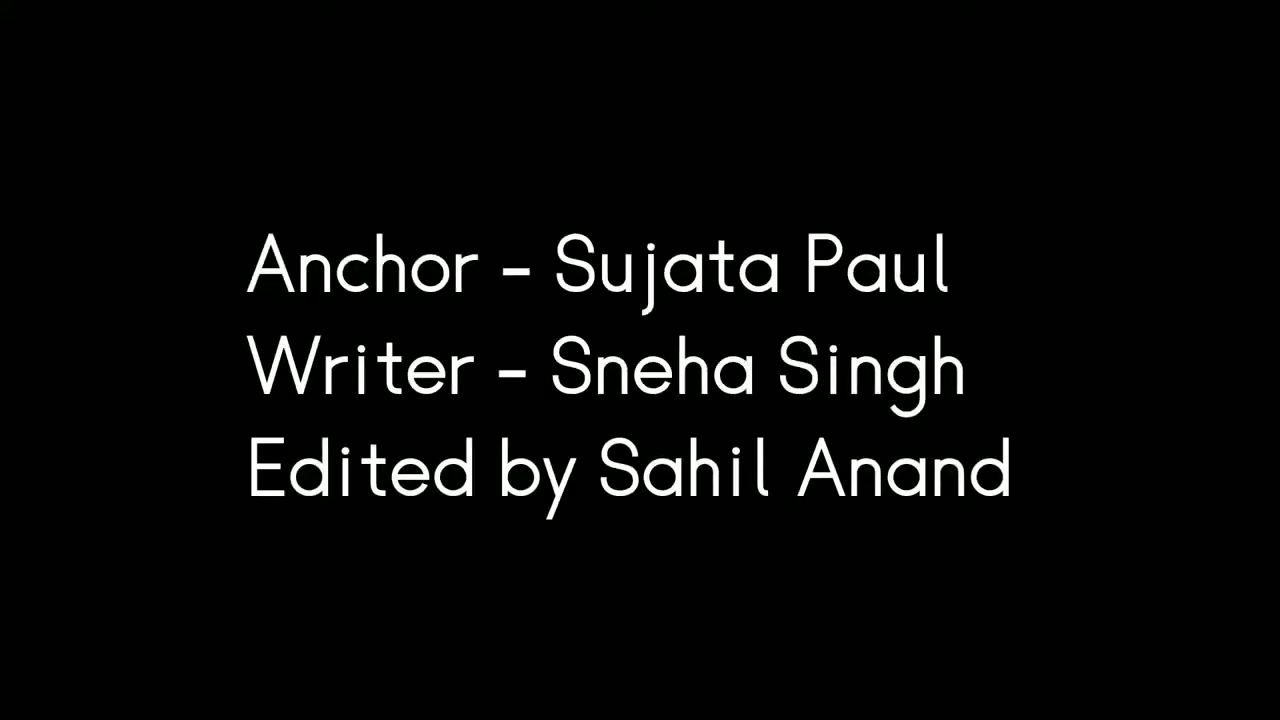 Anchor - Sujata Paul
Writer - Sneha Singh
Edited by Sahil Anand